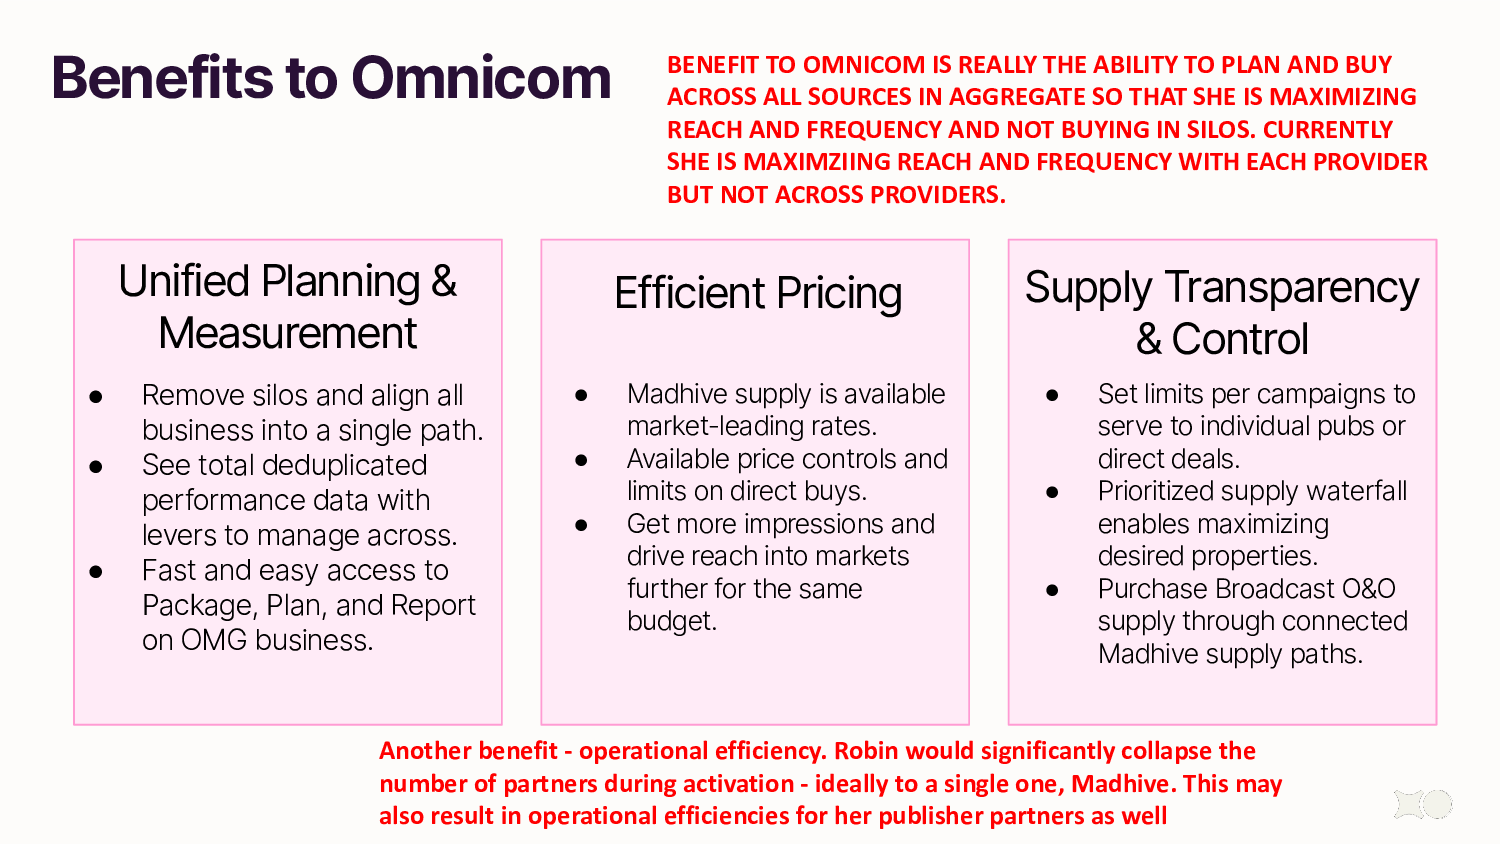 Benefits to Omnicom
BENEFIT TO OMNICOM IS REALLY THE ABILITY TO PLAN AND BUY
ACROSS ALL SOURCES IN AGGREGATE SO THAT SHE IS MAXIMIZING
REACH AND FREQUENCY AND NOT BUYING IN SILOS. CURRENTLY
SHE IS MAXIMZIING REACH AND FREQUENCY WITH EACH PROVIDER
BUT NOT ACROSS PROVIDERS.
Unified Planning &
Measurement
● Remove silos and align all
business into a single path.
● See total deduplicated
performance data with
levers to manage across.
● Fast and easy access to
Package, Plan, and Report
on OMG business.
Efficient Pricing
● Madhive supply is available
market-leading rates.
● Available price controls and
limits on direct buys.
● Get more impressions and
drive reach into markets
further for the same
budget.
Supply Transparency
& Control
● Set limits per campaigns to
serve to individual pubs or
direct deals.
● Prioritized supply waterfall
enables maximizing
desired properties.
● Purchase Broadcast O&O
supply through connected
Madhive supply paths.
Another benefit - operational efficiency. Robin would significantly collapse the
number of partners during activation - ideally to a single one, Madhive. This may
also result in operational efficiencies for her publisher partners as well